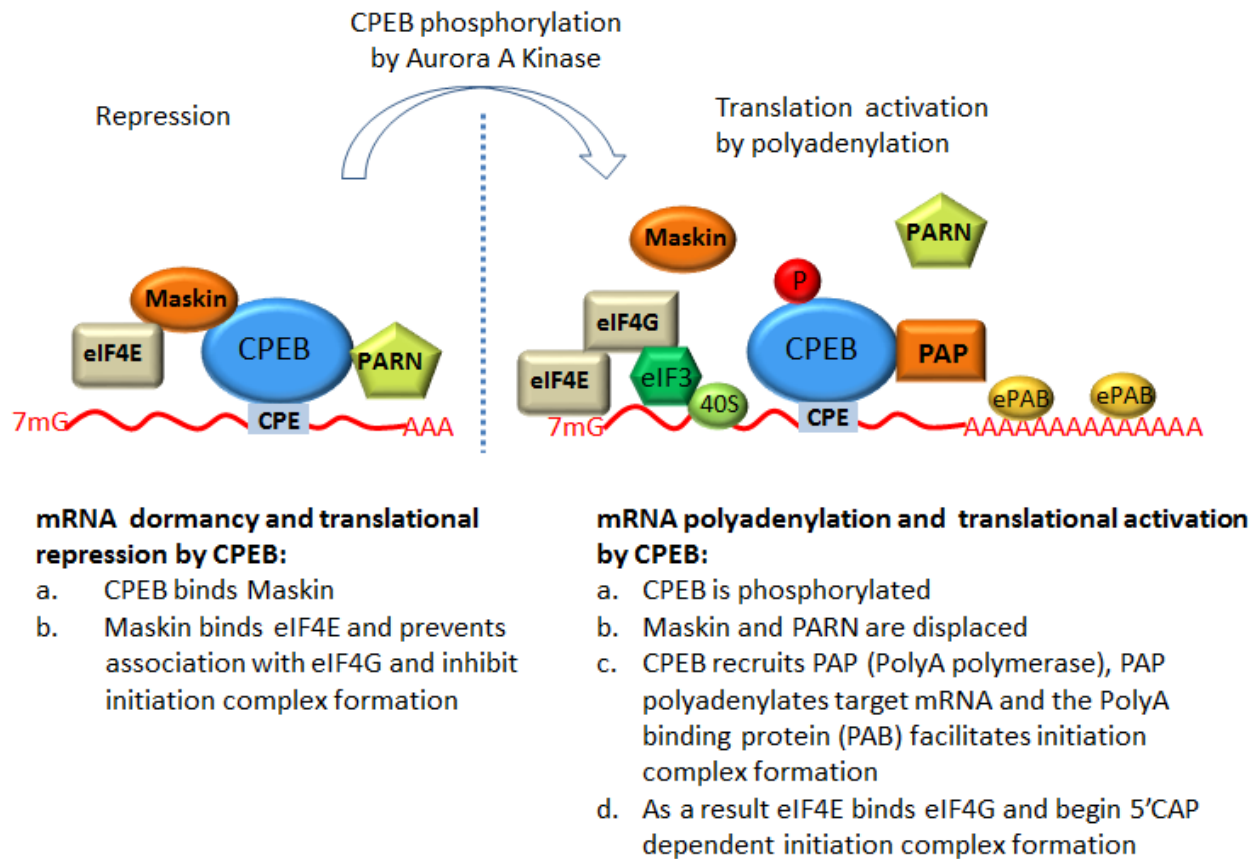 CPEB phosphorylation
by Aurora A Kinase
Repression
Translation activation
by polyadenylation
Maskin
eIF4E
CPEB
PARN
CPE
7mG
AAA
Maskin
PARN
P
eIF4G
eIF4E
eIF3
40S
CPEB
PAP
CPE
ePAB
ePAB
7mG
AAAAAAAAAAAAAA
mRNA dormancy and translational
repression by CPEB:
a. CPEB binds Maskin
b. Maskin binds eIF4E and prevents
association with eIF4G and inhibit
initiation complex formation
mRNA polyadenylation and translational activation
by CPEB:
a. CPEB is phosphorylated
b. Maskin and PARN are displaced
c. CPEB recruits PAP (PolyA polymerase), PAP
polyadenylates target mRNA and the PolyA
binding protein (PAB) facilitates initiation
complex formation
d. As a result eIF4E binds eIF4G and begin 5’CAP
dependent initiation complex formation